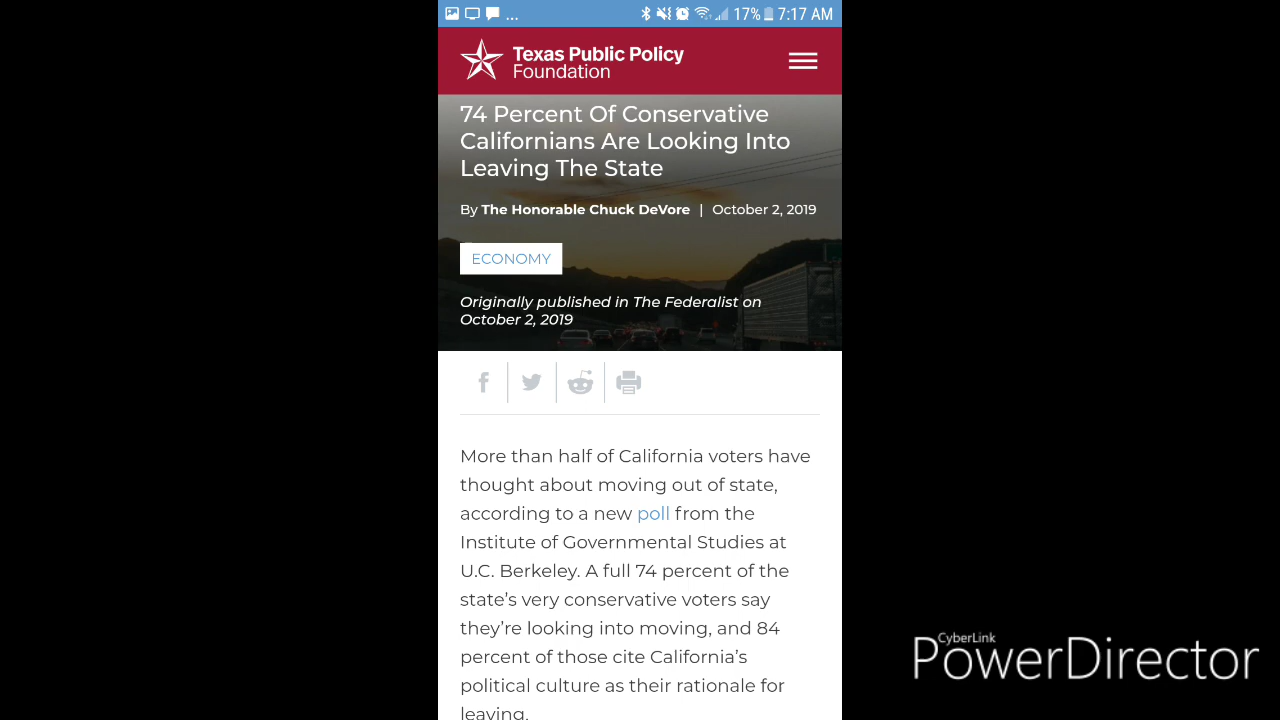 ... 17% 7:17 AM
Texas Public Policy
Foundation
74 Percent Of Conservative
Californians Are Looking Into
Leaving The State
By The Honorable Chuck DeVore | October 2, 2019
ECONOMY
Originally published in The Federalist on
October 2, 2019
More than half of California voters have
thought about moving out of state,
according to a new poll from the
Institute of Governmental Studies at
U.C. Berkeley. A full 74 percent of the
state’s very conservative voters say
they’re looking into moving, and 84
percent of those cite California’s
political culture as their rationale for
leaving.
CyberLink
PowerDirector